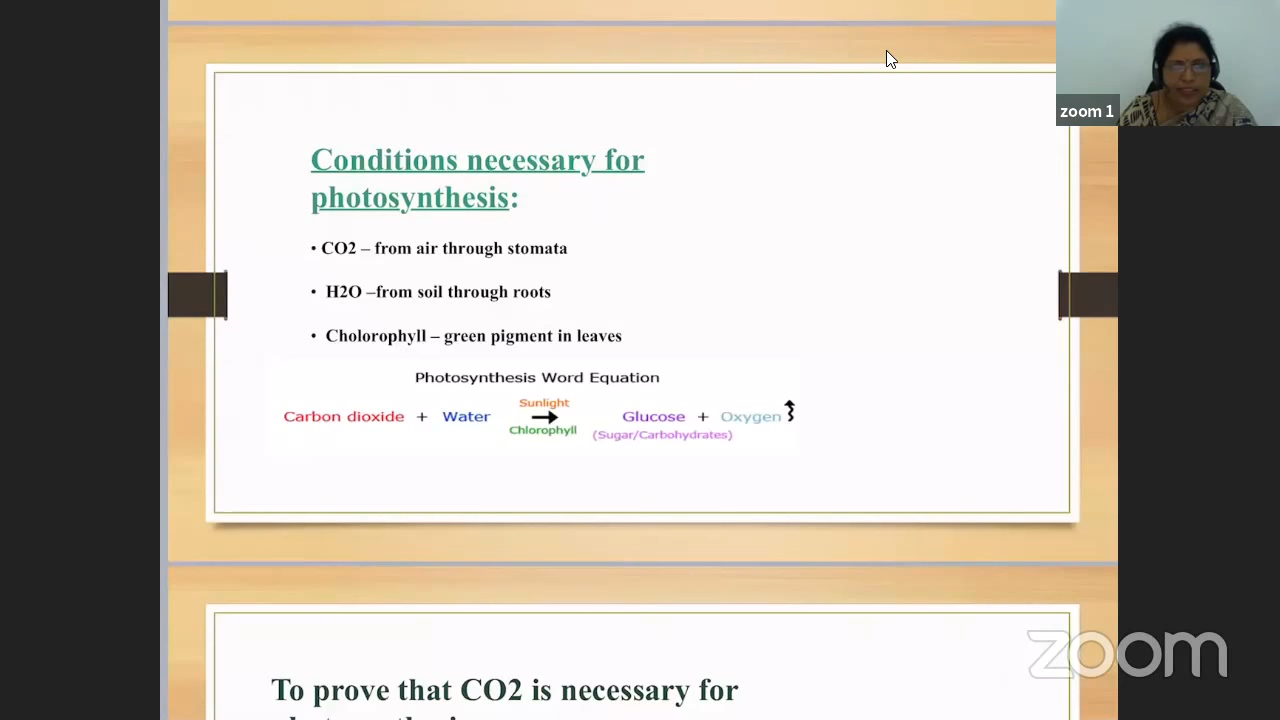 Conditions necessary for
photosynthesis:
• CO2 – from air through stomata
• H2O –from soil through roots
• Cholorophyll – green pigment in leaves
Photosynthesis Word Equation
Sunlight
Carbon dioxide + Water → Glucose + Oxygen
Chlorophyll (Sugar/Carbohydrates)
To prove that CO2 is necessary for
zoom 1
zoom